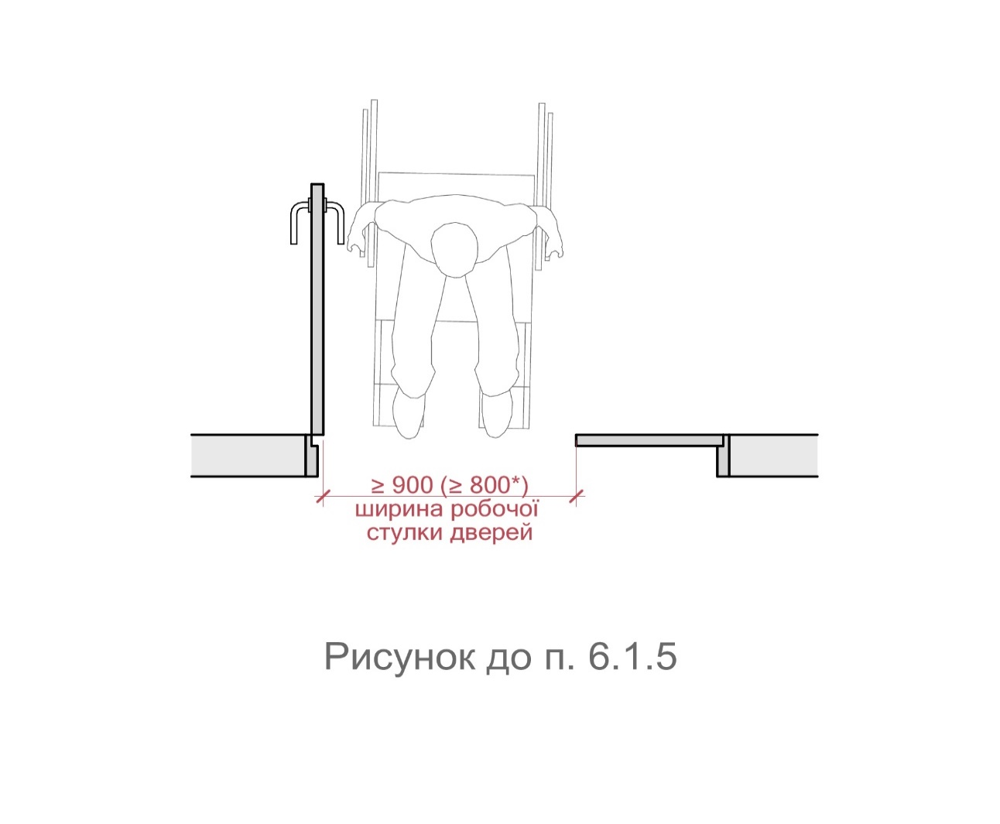 ≥ 900 (≥ 800*)
ширина робочої
стулки дверей
Рисунок до п. 6.1.5